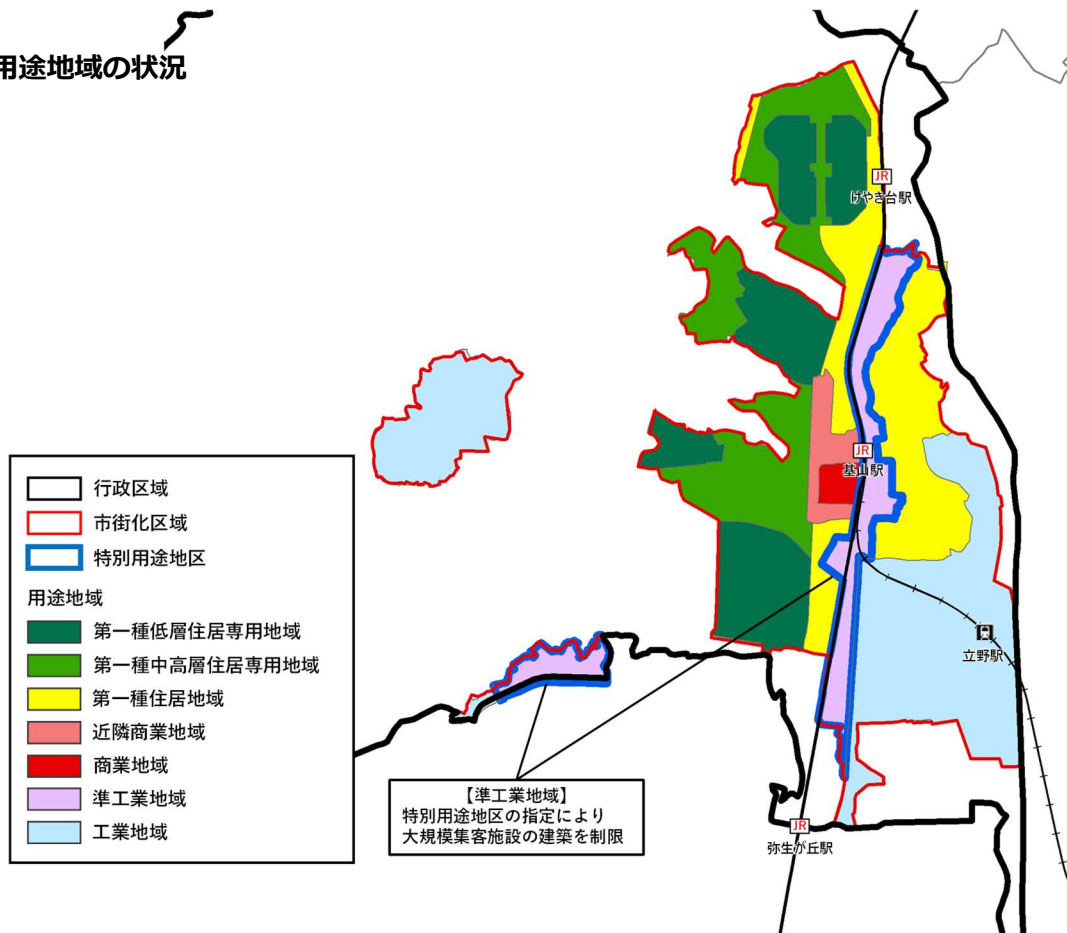 用途地域の状況
JR
けやき台駅
JR
基山駅
行政区域
市街化区域
特別用途地区
用途地域
第一種低層住居専用地域
第一種中高層住居専用地域
第一種住居地域
近隣商業地域
商業地域
準工業地域
工業地域
立野駅
【準工業地域】
特別用途地区の指定により
大規模集客施設の建築を制限
JR
弥生が丘駅